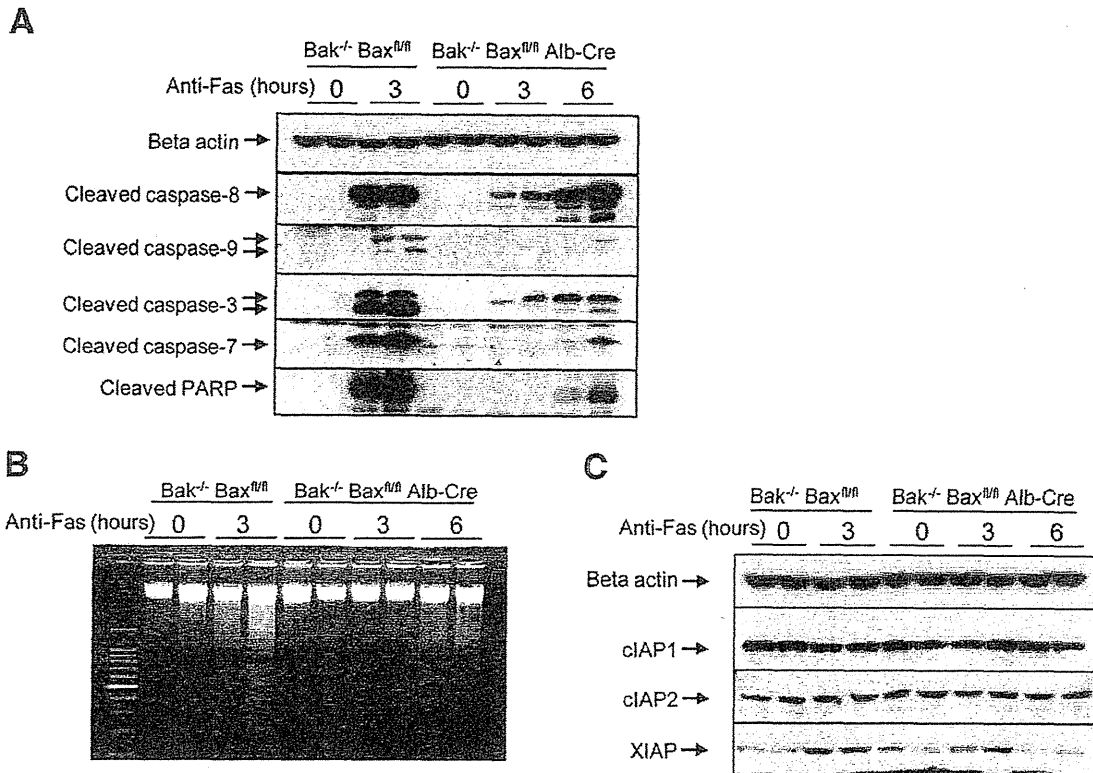 A
Bak-/- Baxfl/fl Bak-/- Baxfl/fl Alb-Cre
Anti-Fas (hours) 0 3 0 3 6
Beta actin
Cleaved caspase-8
Cleaved caspase-9
Cleaved caspase-3
Cleaved caspase-7
Cleaved PARP
B
Bak-/- Baxfl/fl Bak-/- Baxfl/fl Alb-Cre
Anti-Fas (hours) 0 3 0 3 6
C
Bak-/- Baxfl/fl Bak-/- Baxfl/fl Alb-Cre
Anti-Fas (hours) 0 3 0 3 6
Beta actin
cIAP1
cIAP2
XIAP